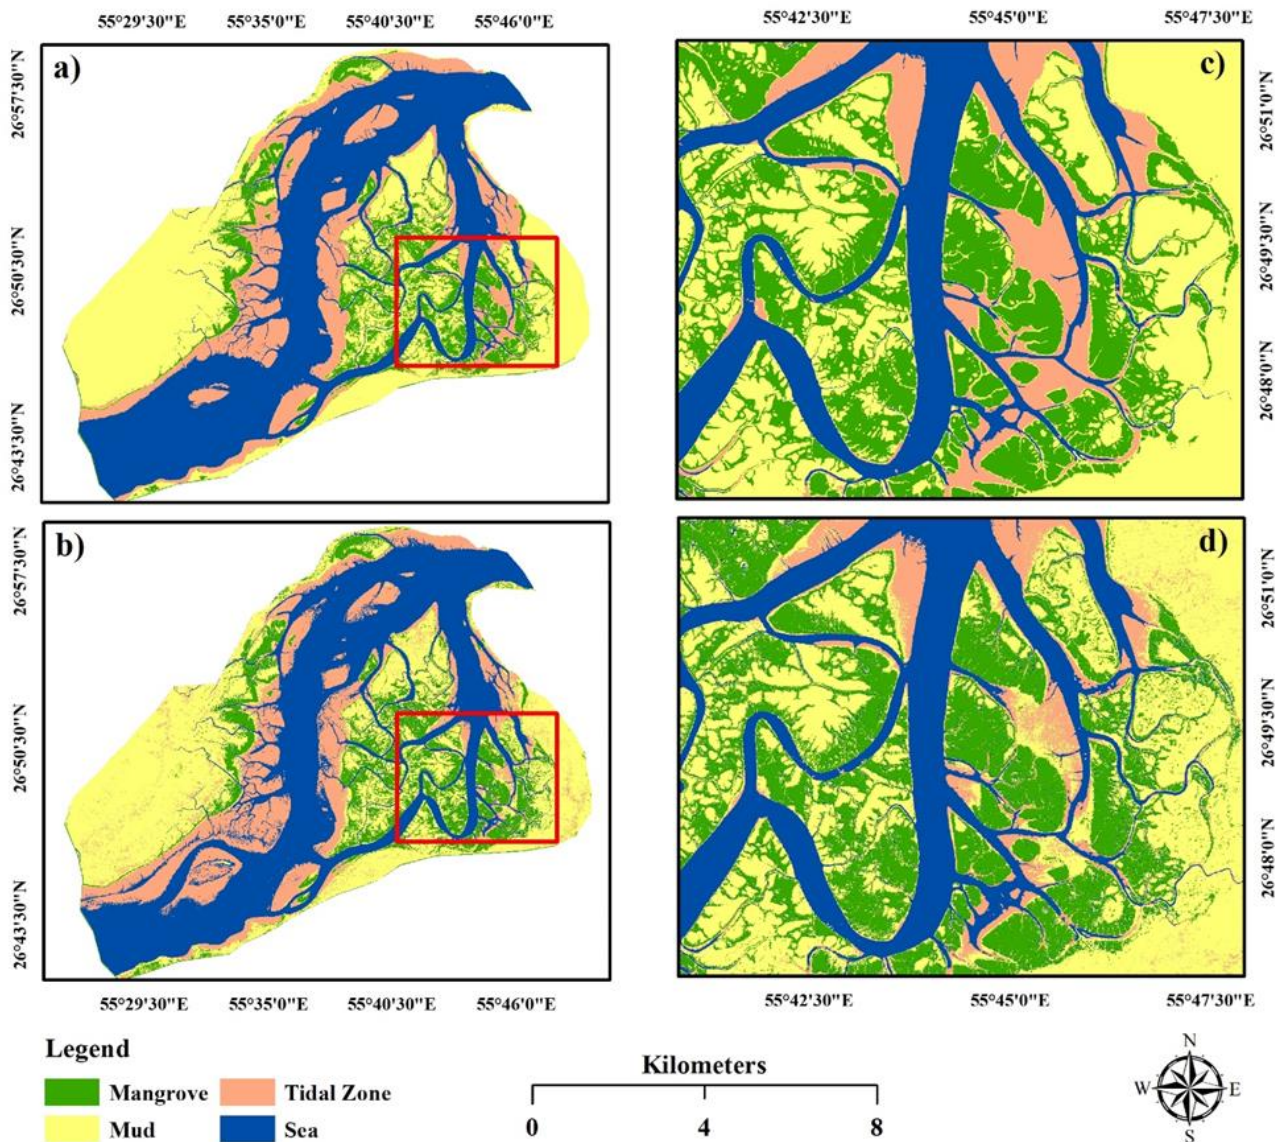 55°29'30"E 55°35'0"E 55°40'30"E 55°46'0"E
55°42'30"E 55°45'0"E 55°47'30"E
26°57'30"N
26°50'30"N
26°43'30"N
a)
c)
26°51'0"N
26°49'30"N
26°48'0"N
26°57'30"N
26°50'30"N
26°43'30"N
b)
d)
26°51'0"N
26°49'30"N
26°48'0"N
55°29'30"E 55°35'0"E 55°40'30"E 55°46'0"E
55°42'30"E 55°45'0"E 55°47'30"E
Legend
Mangrove Tidal Zone
Mud Sea
Kilometers
0 4 8
N
W E
S